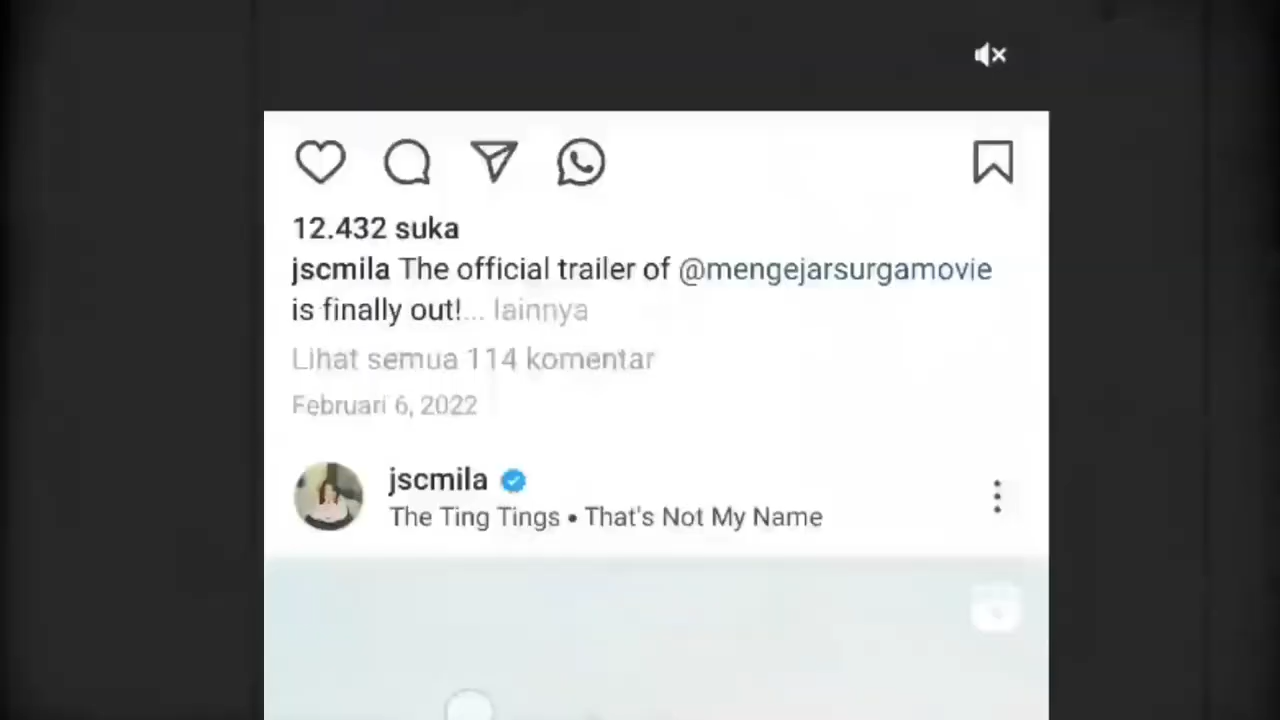 12.432 suka
jscmila The official trailer of @mengejarsurgamovie
is finally out!... lainnya
Lihat semua 114 komentar
Februari 6, 2022
jscmila
The Ting Tings • That's Not My Name